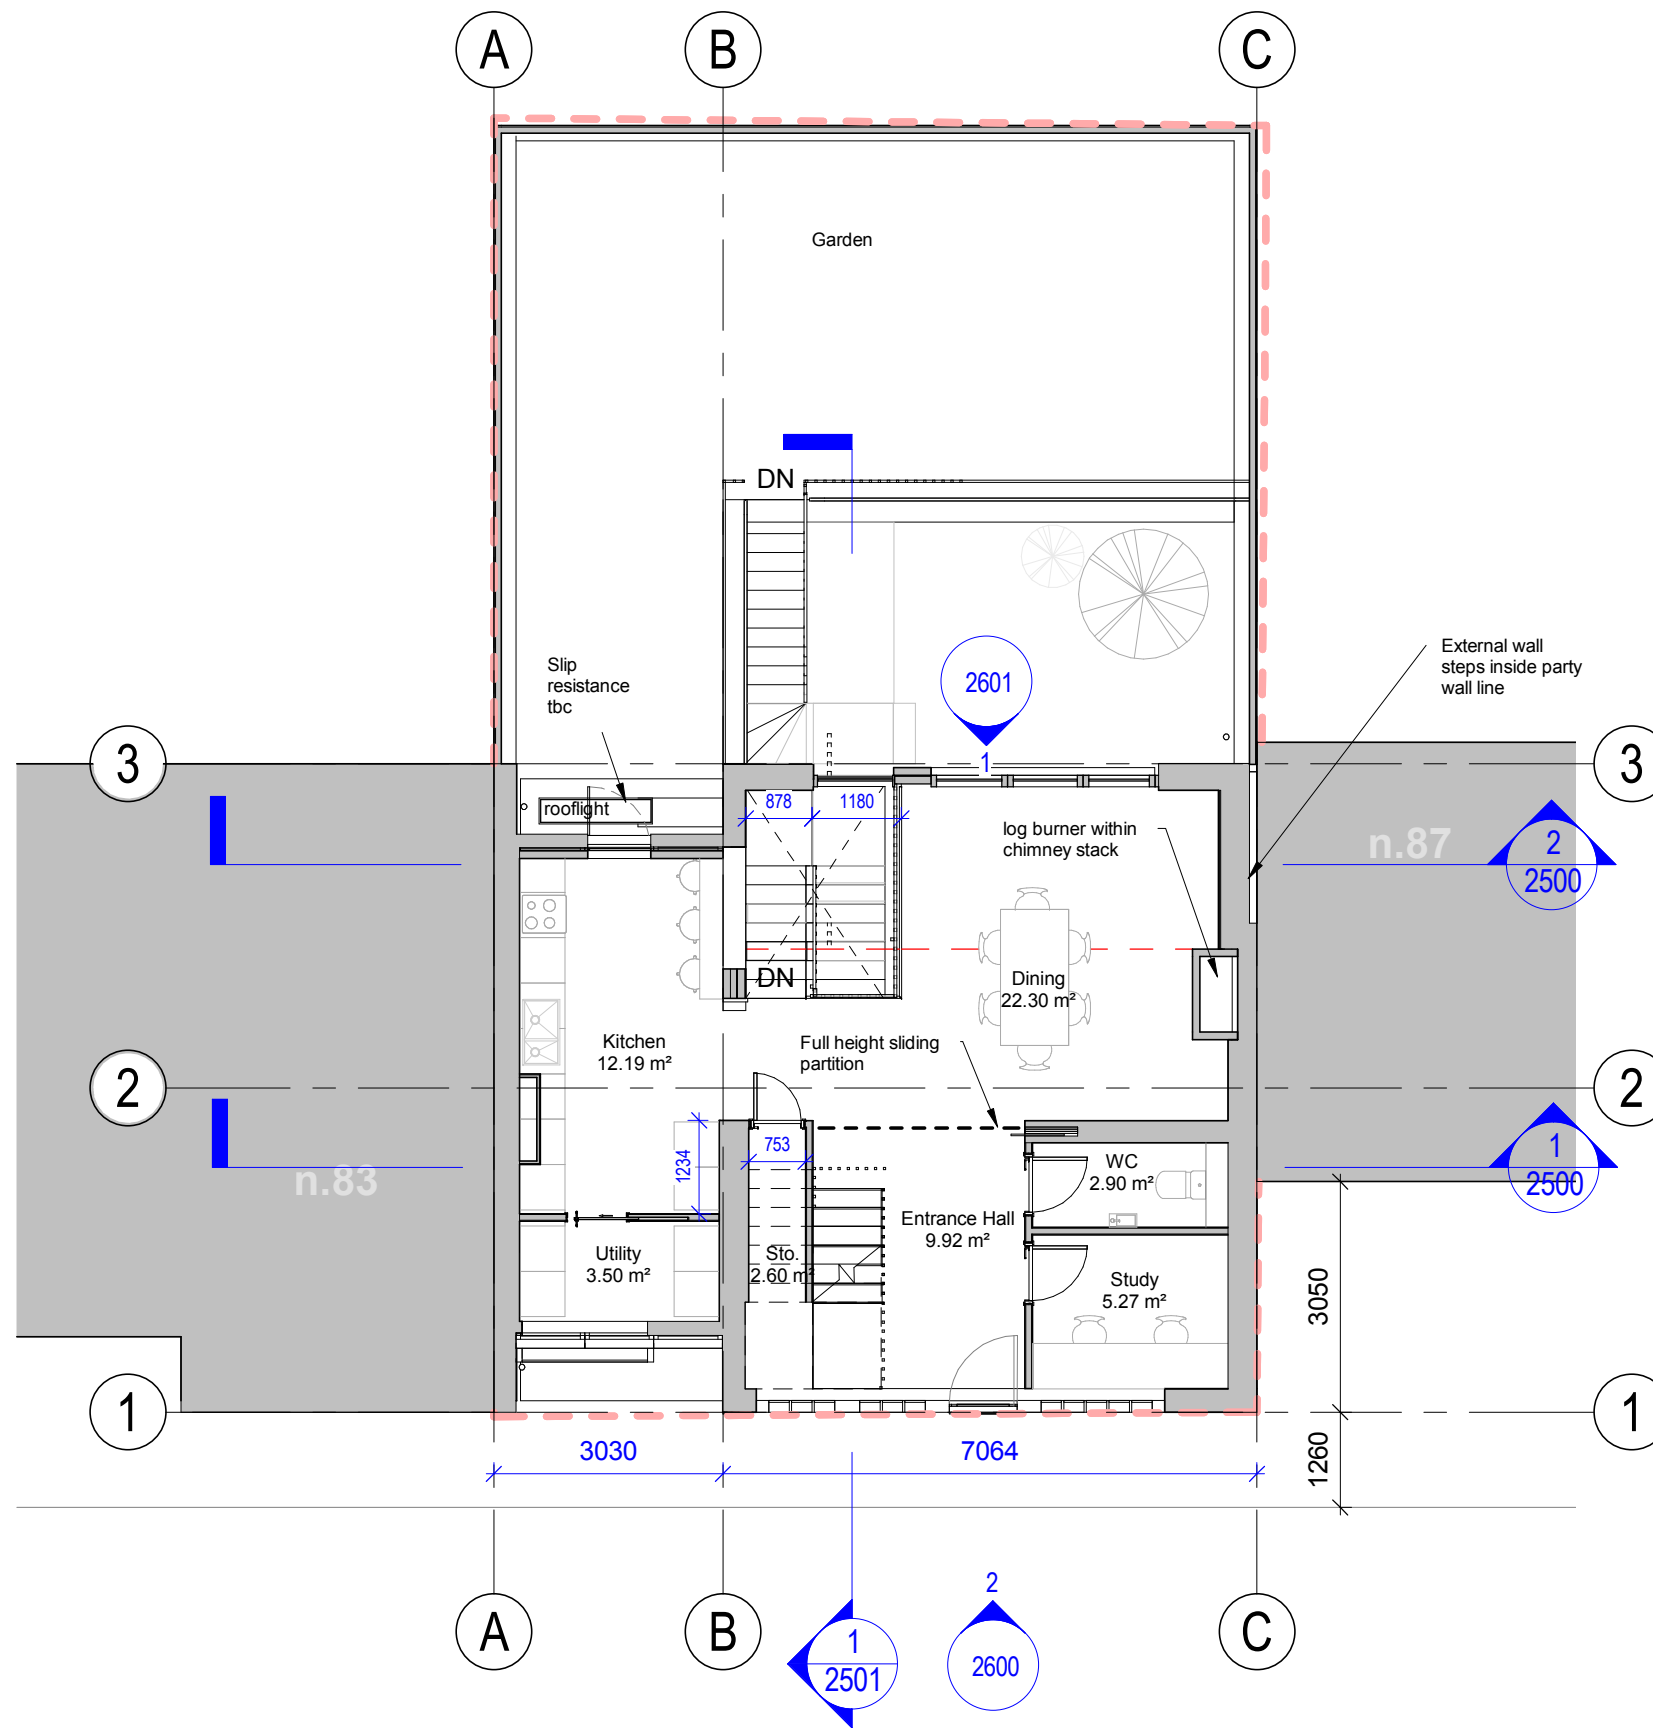 A
B
C
Garden
DN
Slip
resistance
tbc
2601
1
External wall
steps inside party
wall line
3
3
rooflight
878
1180
log burner within
chimney stack
n.87
2
2500
DN
Dining
22.30 m²
Kitchen
12.19 m²
Full height sliding
partition
2
2
753
1234
WC
2.90 m²
1
2500
n.83
Entrance Hall
9.92 m²
Utility
3.50 m²
Sto.
2.60 m²
Study
5.27 m²
3050
1
1
3030
7064
1260
A
B
C
1
2501
2
2600